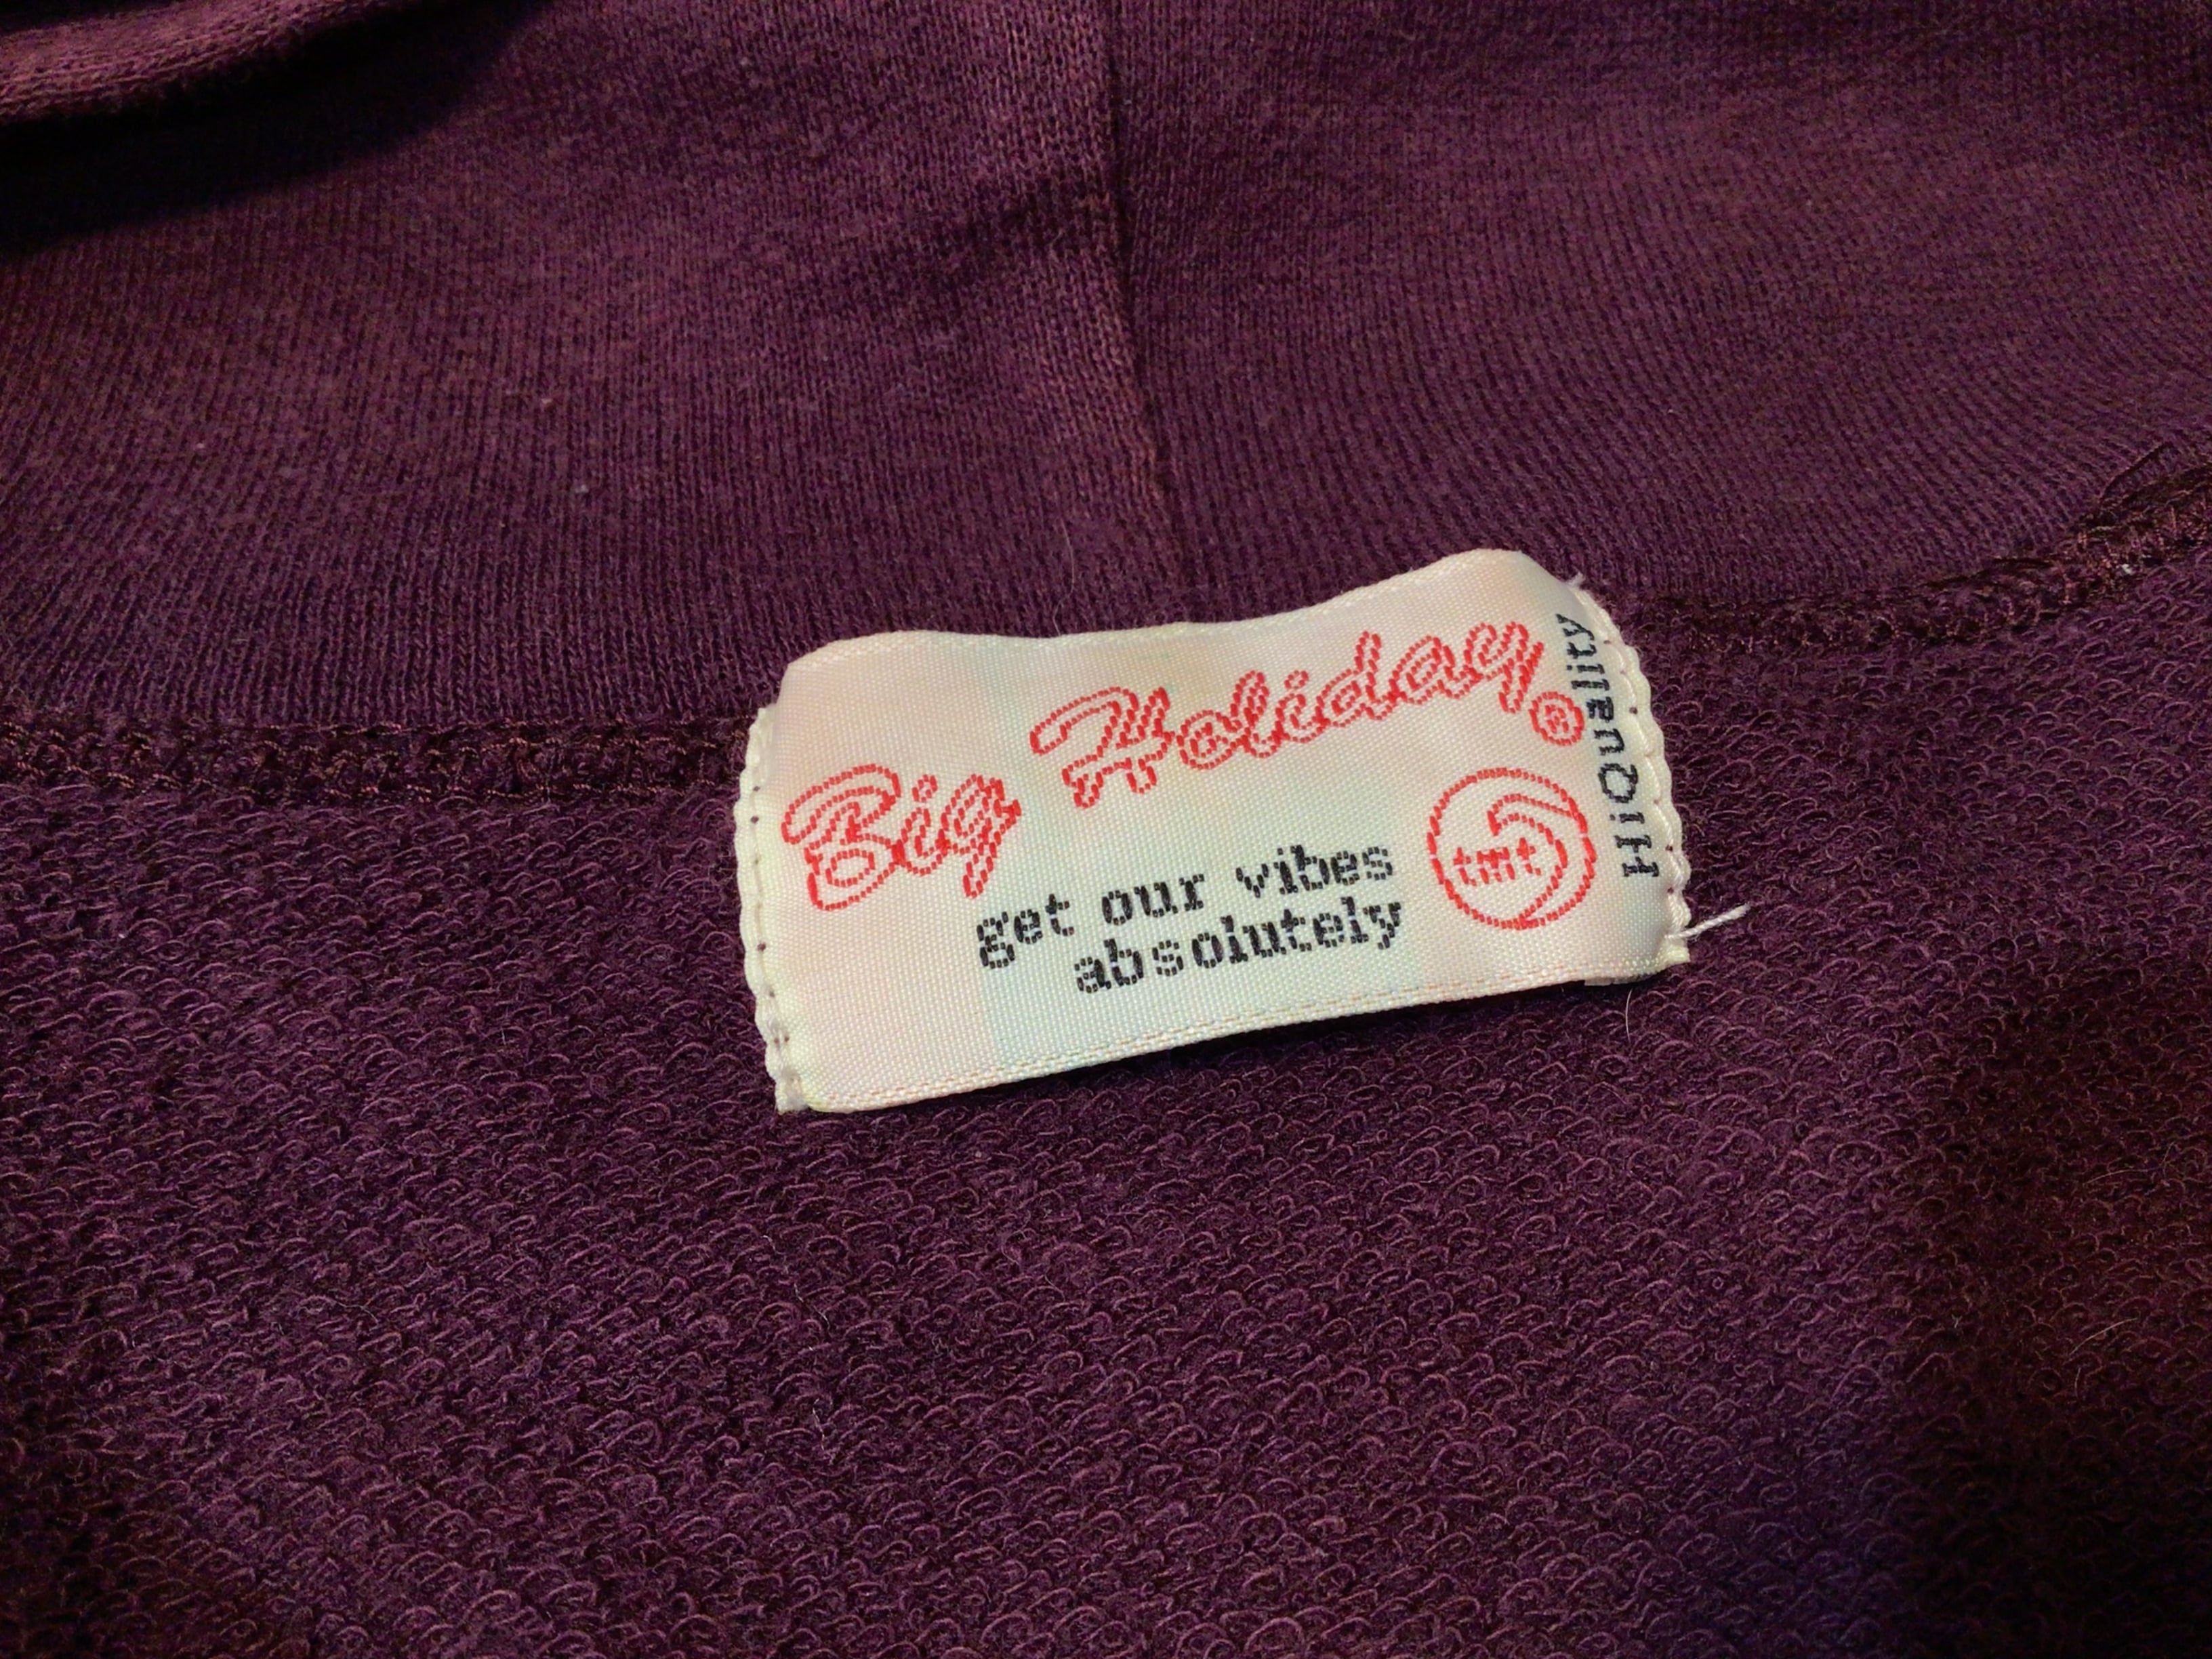 Big Holiday®
get our vibes
absolutely
tmt
HiQuality